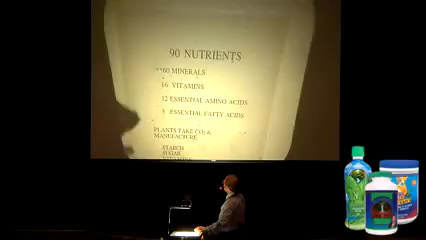 90 NUTRIENTS
60 MINERALS
16 VITAMINS
12 ESSENTIAL AMINO ACIDS
3 ESSENTIAL FATTY ACIDS
PLANTS TAKE CO2 &
MANUFACTURE
STARCH
SUGAR
VITAMINS